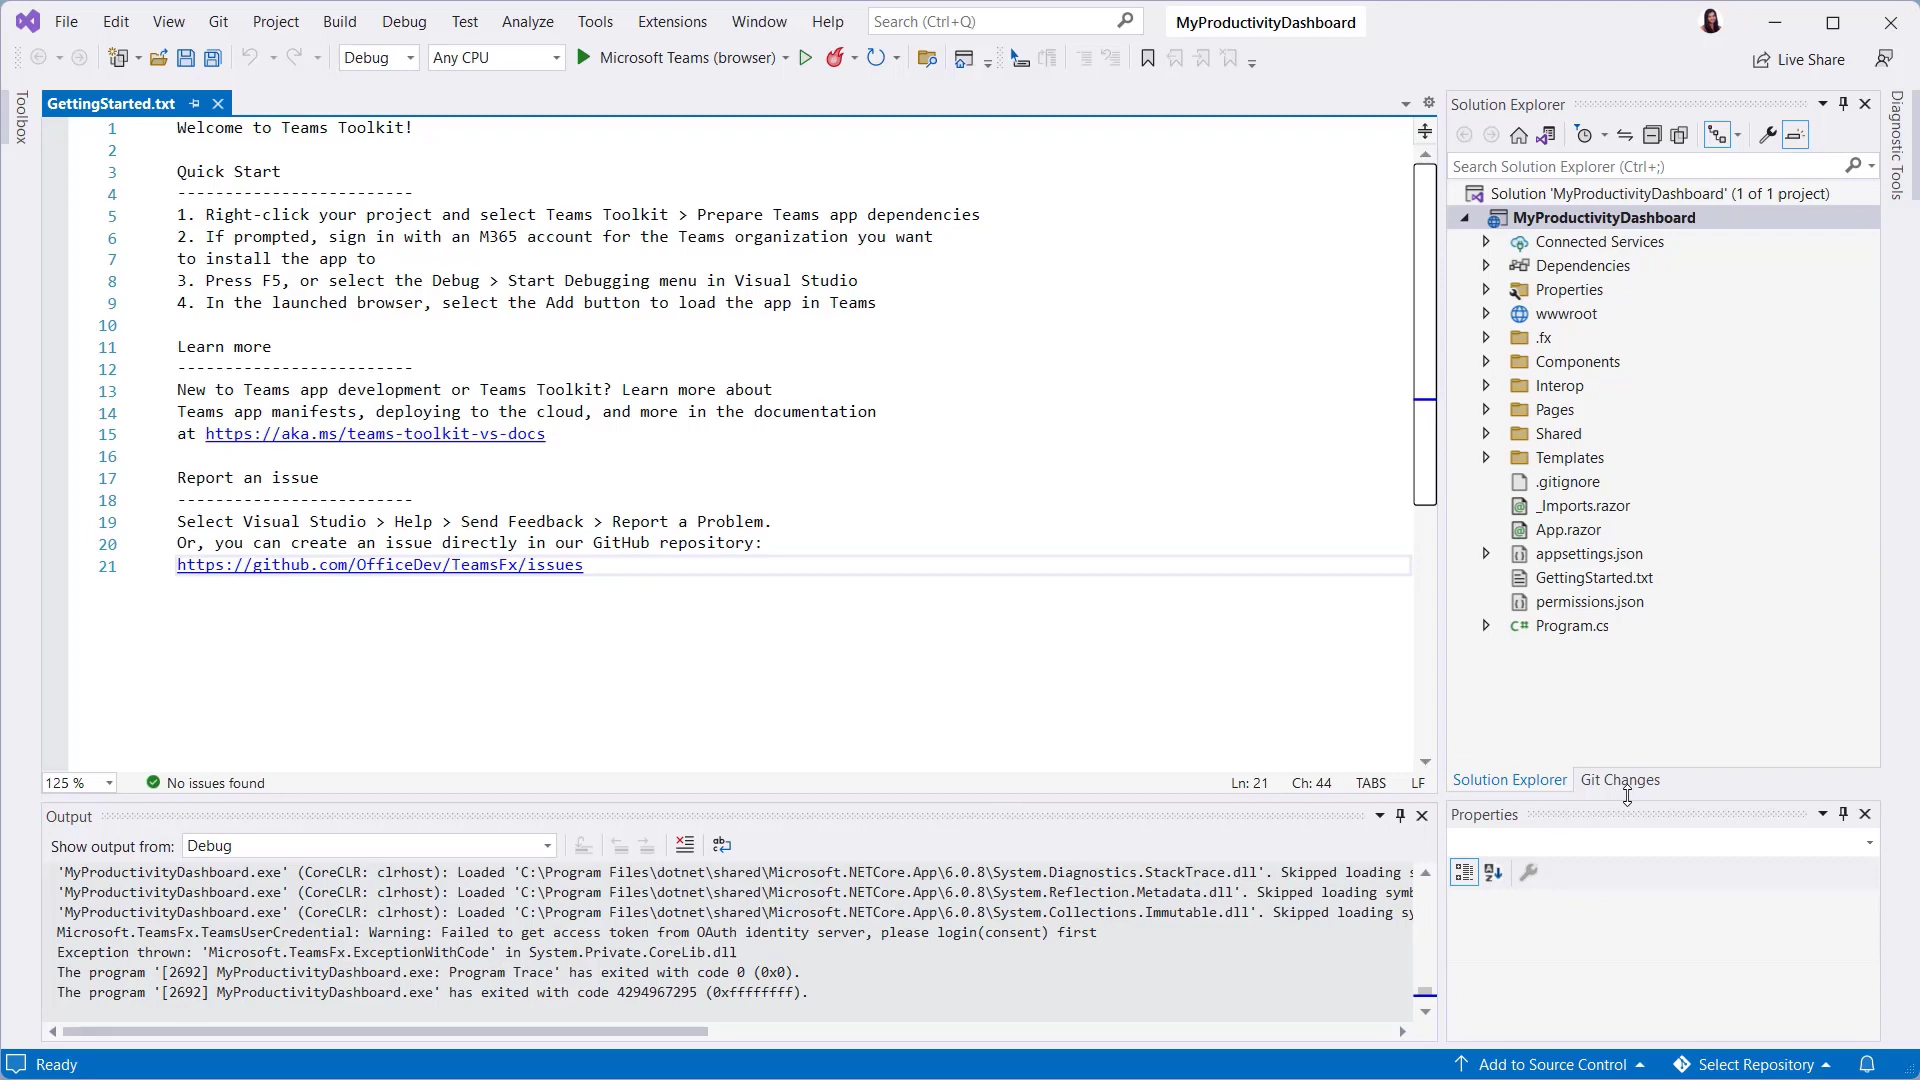 File Edit View Git Project Build Debug Test Analyze Tools Extensions Window Help Search (Ctrl+Q) MyProductivityDashboard
Debug Any CPU Microsoft Teams (browser) Live Share
Toolbox
GettingStarted.txt
1 Welcome to Teams Toolkit!
2
3 Quick Start
4 -------------------------
5 1. Right-click your project and select Teams Toolkit > Prepare Teams app dependencies
6 2. If prompted, sign in with an M365 account for the Teams organization you want
7 to install the app to
8 3. Press F5, or select the Debug > Start Debugging menu in Visual Studio
9 4. In the launched browser, select the Add button to load the app in Teams
10
11 Learn more
12 -------------------------
13 New to Teams app development or Teams Toolkit? Learn more about
14 Teams app manifests, deploying to the cloud, and more in the documentation
15 at https://aka.ms/teams-toolkit-vs-docs
16
17 Report an issue
18 -------------------------
19 Select Visual Studio > Help > Send Feedback > Report a Problem.
20 Or, you can create an issue directly in our GitHub repository:
21 https://github.com/OfficeDev/TeamsFx/issues
125 % No issues found Ln: 21 Ch: 44 TABS LF
Output
Show output from: Debug
'MyProductivityDashboard.exe' (CoreCLR: clrhost): Loaded 'C:\Program Files\dotnet\shared\Microsoft.NETCore.App\6.0.8\System.Diagnostics.StackTrace.dll'. Skipped loading s
'MyProductivityDashboard.exe' (CoreCLR: clrhost): Loaded 'C:\Program Files\dotnet\shared\Microsoft.NETCore.App\6.0.8\System.Reflection.Metadata.dll'. Skipped loading symb
'MyProductivityDashboard.exe' (CoreCLR: clrhost): Loaded 'C:\Program Files\dotnet\shared\Microsoft.NETCore.App\6.0.8\System.Collections.Immutable.dll'. Skipped loading sy
Microsoft.TeamsFx.TeamsUserCredential: Warning: Failed to get access token from OAuth identity server, please login(consent) first
Exception thrown: 'Microsoft.TeamsFx.ExceptionWithCode' in System.Private.CoreLib.dll
The program '[2692] MyProductivityDashboard.exe: Program Trace' has exited with code 0 (0x0).
The program '[2692] MyProductivityDashboard.exe' has exited with code 4294967295 (0xffffffff).
Solution Explorer
Search Solution Explorer (Ctrl+;)
Solution 'MyProductivityDashboard' (1 of 1 project)
MyProductivityDashboard
Connected Services
Dependencies
Properties
wwwroot
.fx
Components
Interop
Pages
Shared
Templates
.gitignore
_Imports.razor
App.razor
appsettings.json
GettingStarted.txt
permissions.json
C# Program.cs
Solution Explorer Git Changes
Properties
Diagnostic Tools
Ready Add to Source Control Select Repository